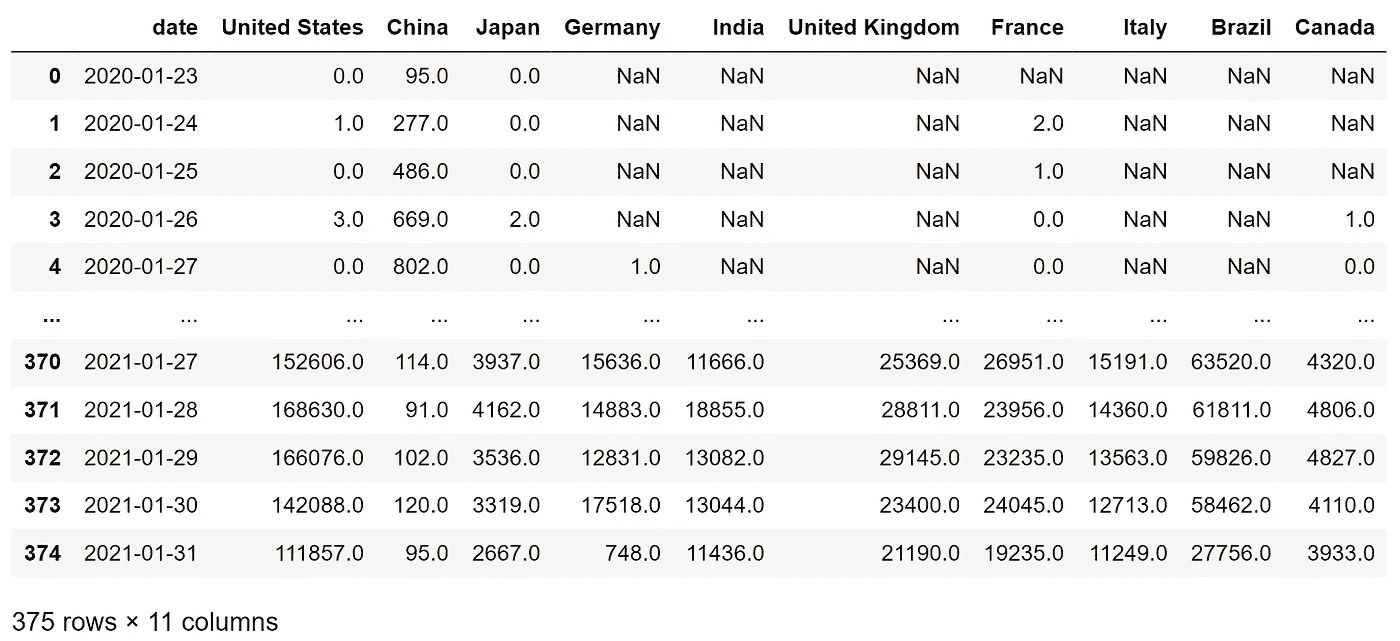 date United States China Japan Germany India United Kingdom France Italy Brazil Canada
0 2020-01-23 0.0 95.0 0.0 NaN NaN NaN NaN NaN NaN NaN
1 2020-01-24 1.0 277.0 0.0 NaN NaN NaN 2.0 NaN NaN NaN
2 2020-01-25 0.0 486.0 0.0 NaN NaN NaN 1.0 NaN NaN NaN
3 2020-01-26 3.0 669.0 2.0 NaN NaN NaN 0.0 NaN NaN 1.0
4 2020-01-27 0.0 802.0 0.0 1.0 NaN NaN 0.0 NaN NaN 0.0
... ... ... ... ... ... ... ... ... ... ... ...
370 2021-01-27 152606.0 114.0 3937.0 15636.0 11666.0 25369.0 26951.0 15191.0 63520.0 4320.0
371 2021-01-28 168630.0 91.0 4162.0 14883.0 18855.0 28811.0 23956.0 14360.0 61811.0 4806.0
372 2021-01-29 166076.0 102.0 3536.0 12831.0 13082.0 29145.0 23235.0 13563.0 59826.0 4827.0
373 2021-01-30 142088.0 120.0 3319.0 17518.0 13044.0 23400.0 24045.0 12713.0 58462.0 4110.0
374 2021-01-31 111857.0 95.0 2667.0 748.0 11436.0 21190.0 19235.0 11249.0 27756.0 3933.0
375 rows × 11 columns